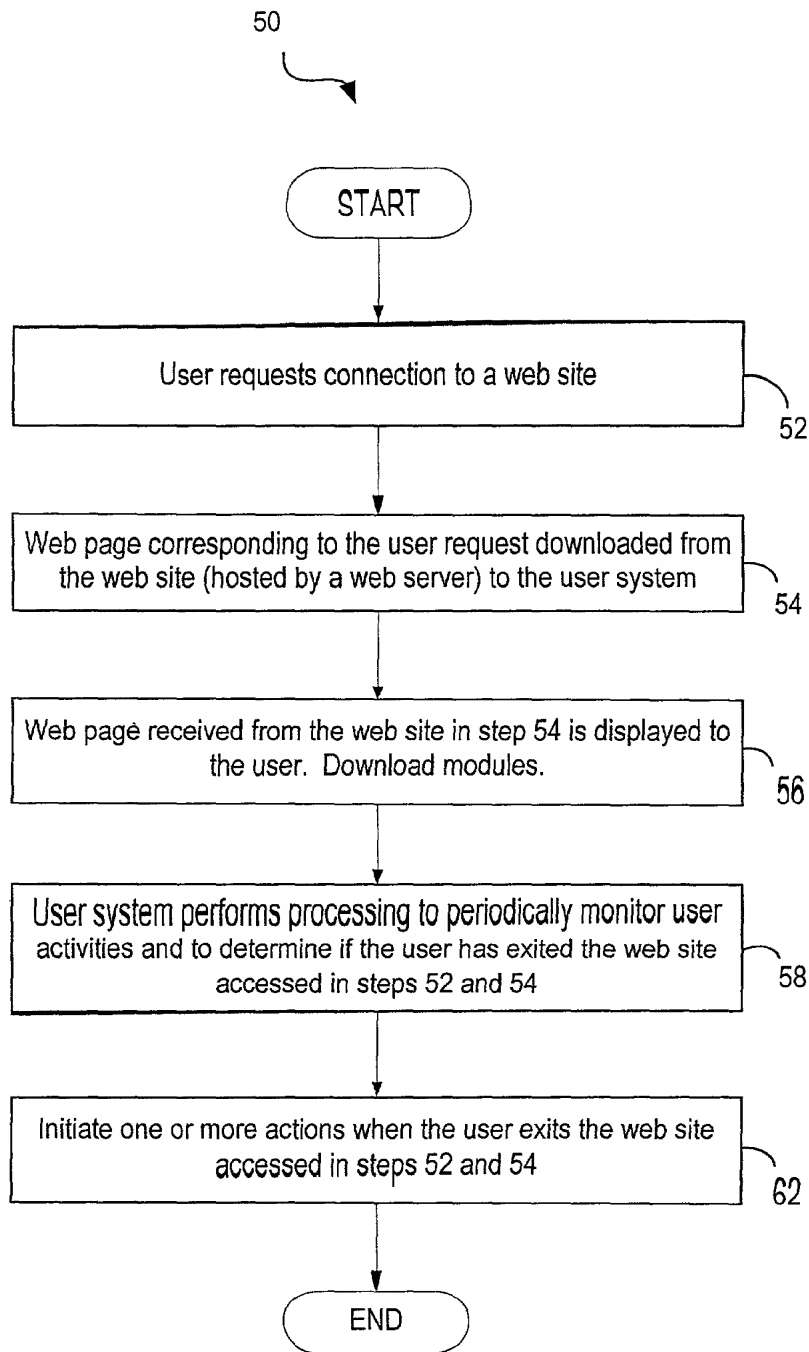 50
START
User requests connection to a web site
52
Web page corresponding to the user request downloaded from
the web site (hosted by a web server) to the user system
54
Web page received from the web site in step 54 is displayed to
the user. Download modules.
56
User system performs processing to periodically monitor user
activities and to determine if the user has exited the web site
accessed in steps 52 and 54
58
Initiate one or more actions when the user exits the web site
accessed in steps 52 and 54
62
END